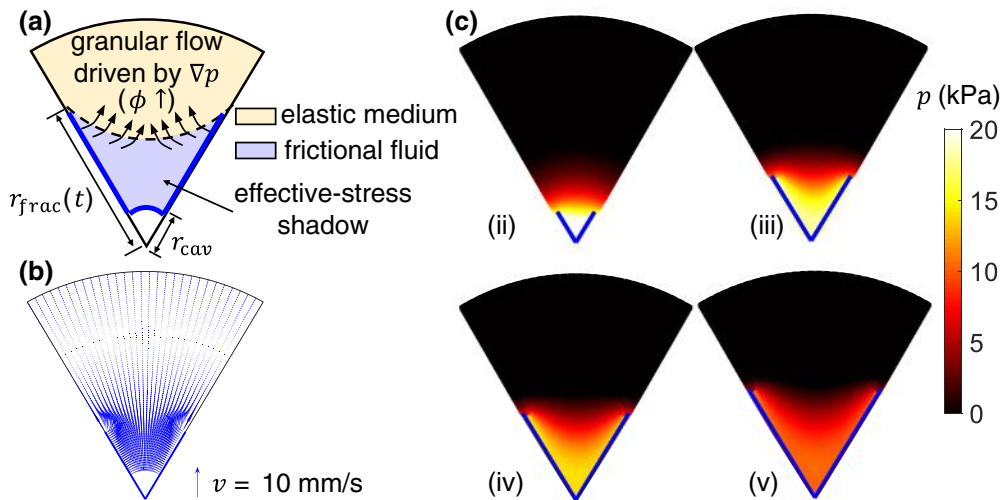 (a)
granular flow
driven by ∇p
(ϕ ↑)
elastic medium
frictional fluid
effective-stress
shadow
r_frac(t)
r_cav
(b)
v = 10 mm/s
(c)
(ii)
(iii)
(iv)
(v)
p (kPa)
20
15
10
5
0